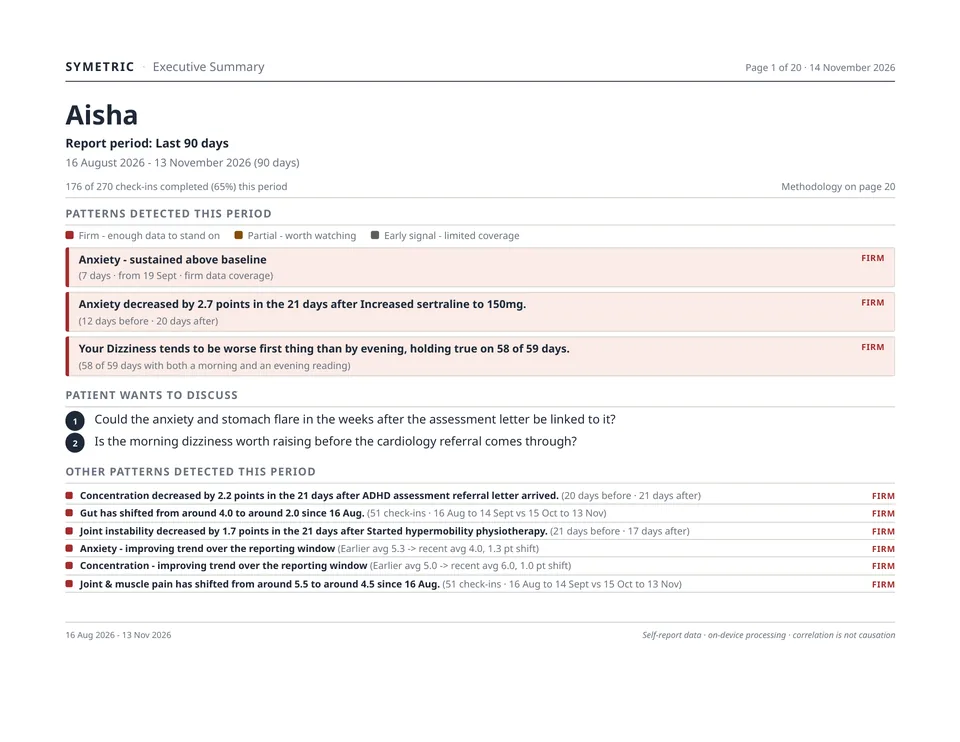 SYMETRIC · Executive Summary
Page 1 of 20 · 14 November 2026
Aisha
Report period: Last 90 days
16 August 2026 - 13 November 2026 (90 days)
176 of 270 check-ins completed (65%) this period
Methodology on page 20
PATTERNS DETECTED THIS PERIOD
Firm - enough data to stand on Partial - worth watching Early signal - limited coverage
Anxiety - sustained above baseline FIRM
(7 days · from 19 Sept · firm data coverage)
Anxiety decreased by 2.7 points in the 21 days after Increased sertraline to 150mg. FIRM
(12 days before · 20 days after)
Your Dizziness tends to be worse first thing than by evening, holding true on 58 of 59 days. FIRM
(58 of 59 days with both a morning and an evening reading)
PATIENT WANTS TO DISCUSS
1 Could the anxiety and stomach flare in the weeks after the assessment letter be linked to it?
2 Is the morning dizziness worth raising before the cardiology referral comes through?
OTHER PATTERNS DETECTED THIS PERIOD
Concentration decreased by 2.2 points in the 21 days after ADHD assessment referral letter arrived. (20 days before · 21 days after) FIRM
Gut has shifted from around 4.0 to around 2.0 since 16 Aug. (51 check-ins · 16 Aug to 14 Sept vs 15 Oct to 13 Nov) FIRM
Joint instability decreased by 1.7 points in the 21 days after Started hypermobility physiotherapy. (21 days before · 17 days after) FIRM
Anxiety - improving trend over the reporting window (Earlier avg 5.3 -> recent avg 4.0, 1.3 pt shift) FIRM
Concentration - improving trend over the reporting window (Earlier avg 5.0 -> recent avg 6.0, 1.0 pt shift) FIRM
Joint & muscle pain has shifted from around 5.5 to around 4.5 since 16 Aug. (51 check-ins · 16 Aug to 14 Sept vs 15 Oct to 13 Nov) FIRM
16 Aug 2026 - 13 Nov 2026
Self-report data · on-device processing · correlation is not causation